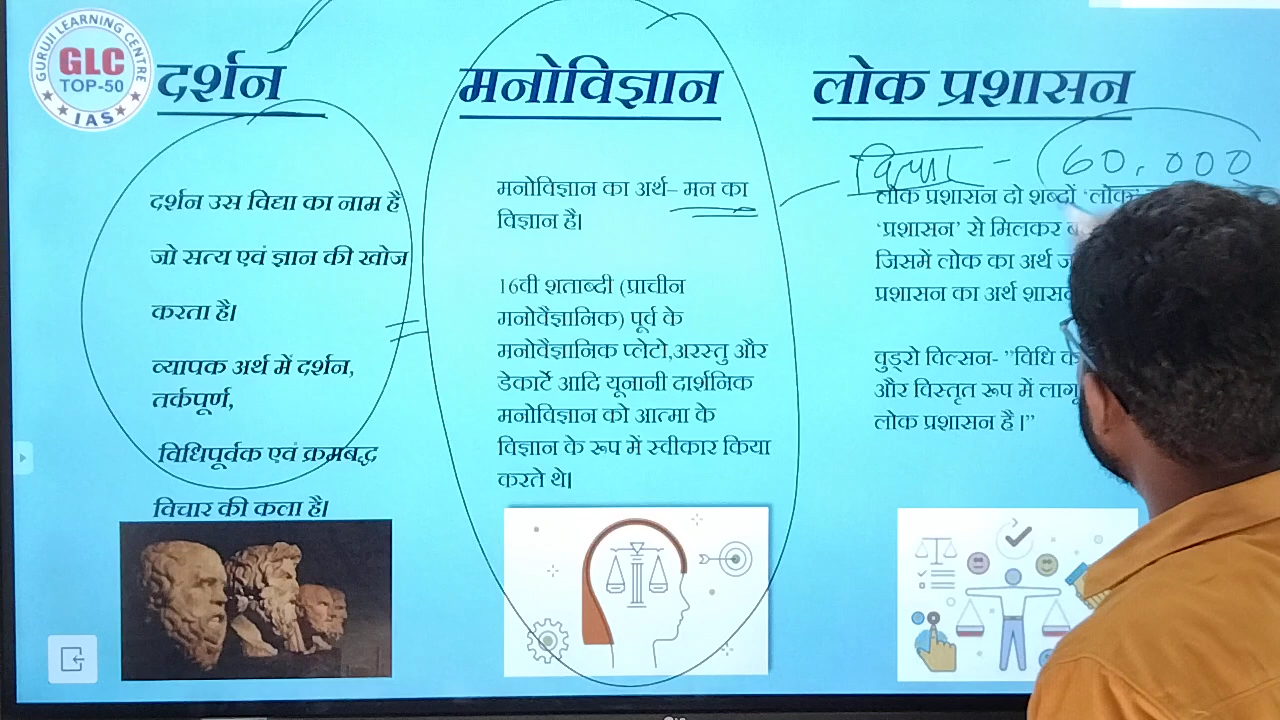 GURUJI LEARNING CENTRE
GLC
TOP-50
IAS
दर्शन
दर्शन उस विद्या का नाम है
जो सत्य एवं ज्ञान की खोज
करता है।
व्यापक अर्थ में दर्शन,
तर्कपूर्ण,
विधिपूर्वक एवं क्रमबद्ध
विचार की कला है।
मनोविज्ञान
मनोविज्ञान का अर्थ– मन का
विज्ञान है।
16वी शताब्दी (प्राचीन
मनोवैज्ञानिक) पूर्व के
मनोवैज्ञानिक प्लेटो,अरस्तु और
डेकार्टे आदि यूनानी दार्शनिक
मनोविज्ञान को आत्मा के
विज्ञान के रूप में स्वीकार किया
करते थे।
लोक प्रशासन
– 60,000
लोक प्रशासन दो शब्दों 'लोक'
'प्रशासन' से मिलकर
जिसमें लोक का अर्थ
प्रशासन का अर्थ
वुड्रो विल्सन- ”विधि
और विस्तृत रूप में लागू
लोक प्रशासन है।”